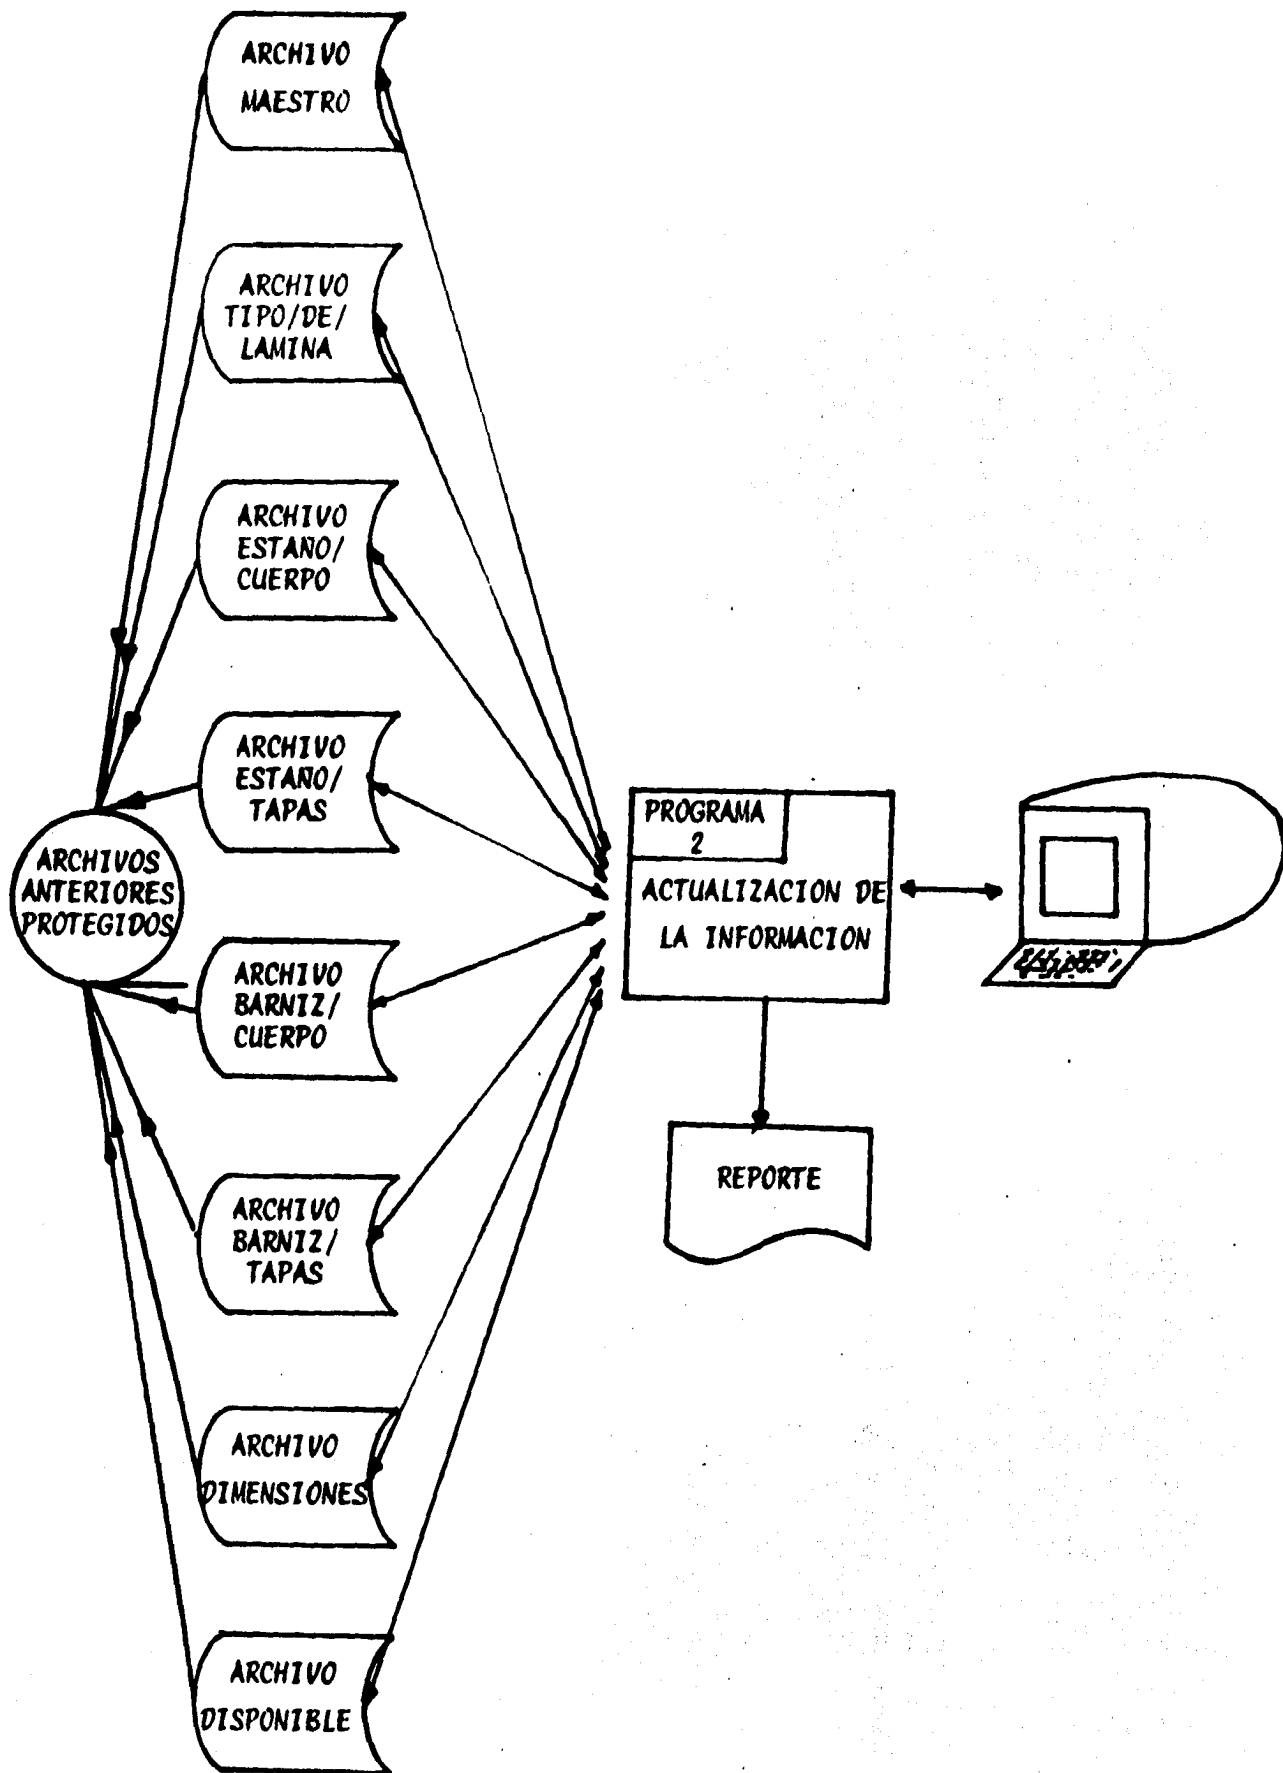 ARCHIVO
MAESTRO
ARCHIVO
TIPO/DE/
LAMINA
ARCHIVO
ESTAÑO/
CUERPO
ARCHIVO
ESTAÑO/
TAPAS
ARCHIVOS
ANTERIORES
PROTEGIDOS
ARCHIVO
BARNIZ/
CUERPO
ARCHIVO
BARNIZ/
TAPAS
ARCHIVO
DIMENSIONES
ARCHIVO
DISPONIBLE
PROGRAMA
2
ACTUALIZACION DE
LA INFORMACION
REPORTE